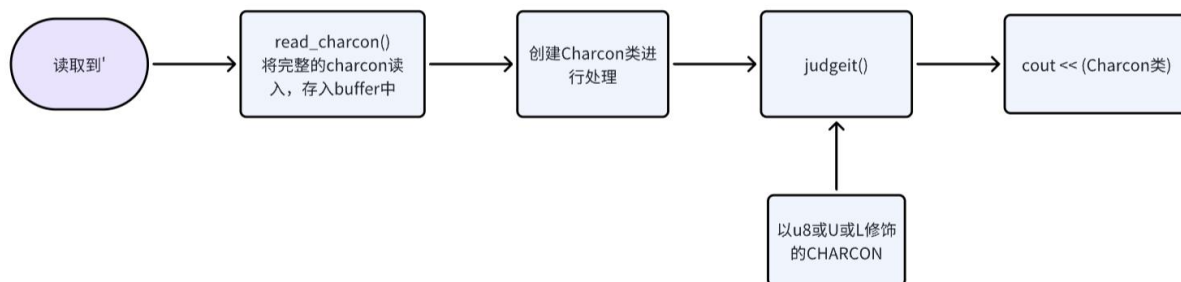 读取到'
read_charcon()
将完整的charcon读
入，存入buffer中
创建Charcon类进
行处理
judgeit()
cout << (Charcon类)
以u8或U或L修饰
的CHARCON